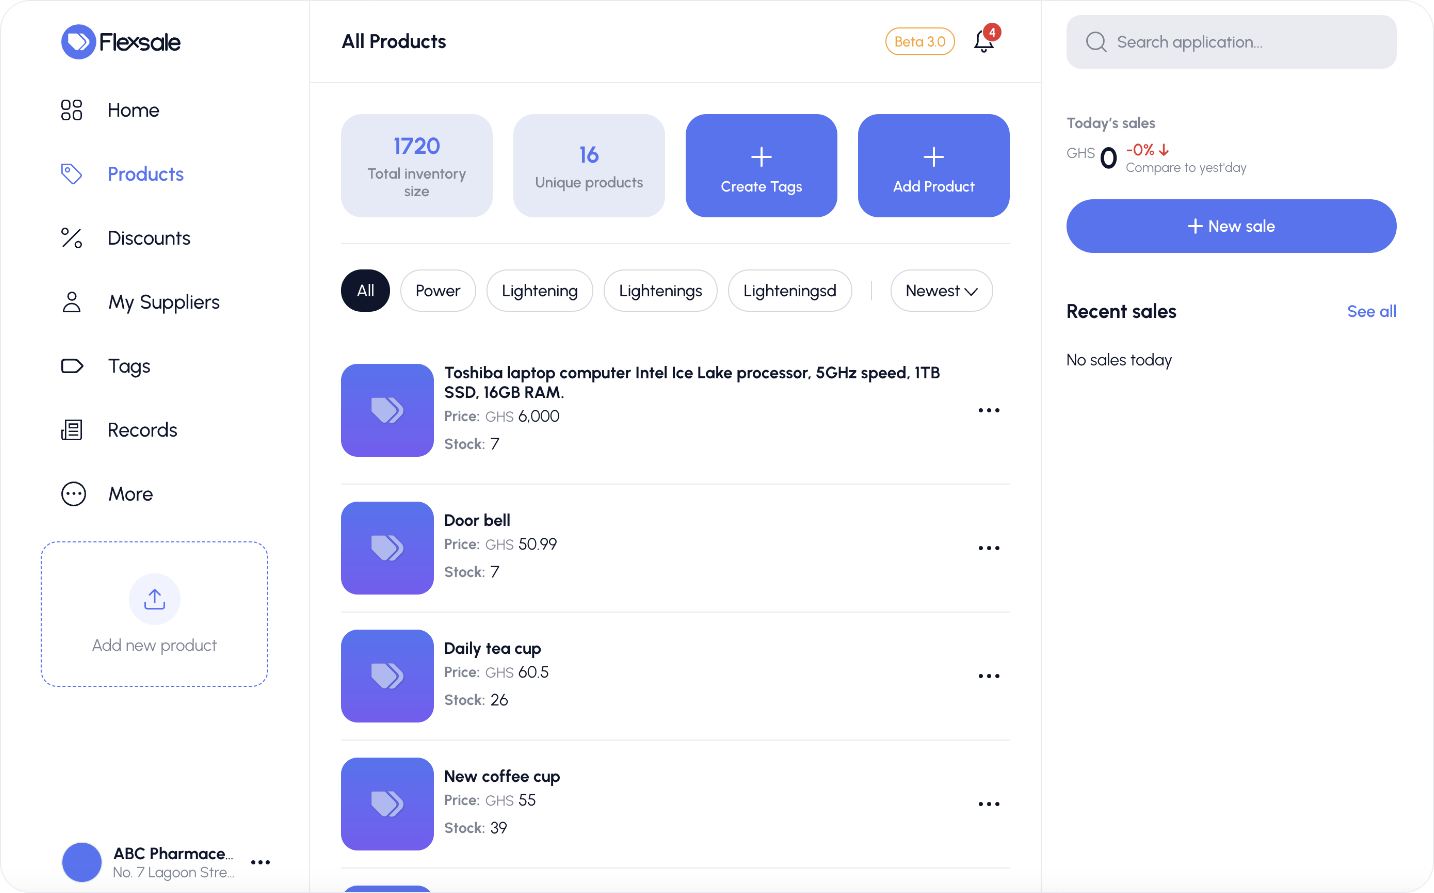 Flexsale
Home
Products
Discounts
My Suppliers
Tags
Records
More
Add new product
ABC Pharmace...
No. 7 Lagoon Stre...
All Products
Beta 3.0
4
1720
Total inventory
size
16
Unique products
Create Tags
Add Product
All
Power
Lightening
Lightenings
Lighteningsd
Newest
Toshiba laptop computer Intel Ice Lake processor, 5GHz speed, 1TB
SSD, 16GB RAM.
Price: GHS 6,000
Stock: 7
Door bell
Price: GHS 50.99
Stock: 7
Daily tea cup
Price: GHS 60.5
Stock: 26
New coffee cup
Price: GHS 55
Stock: 39
Search application...
Today's sales
GHS 0 -0%
Compare to yest'day
New sale
Recent sales
See all
No sales today